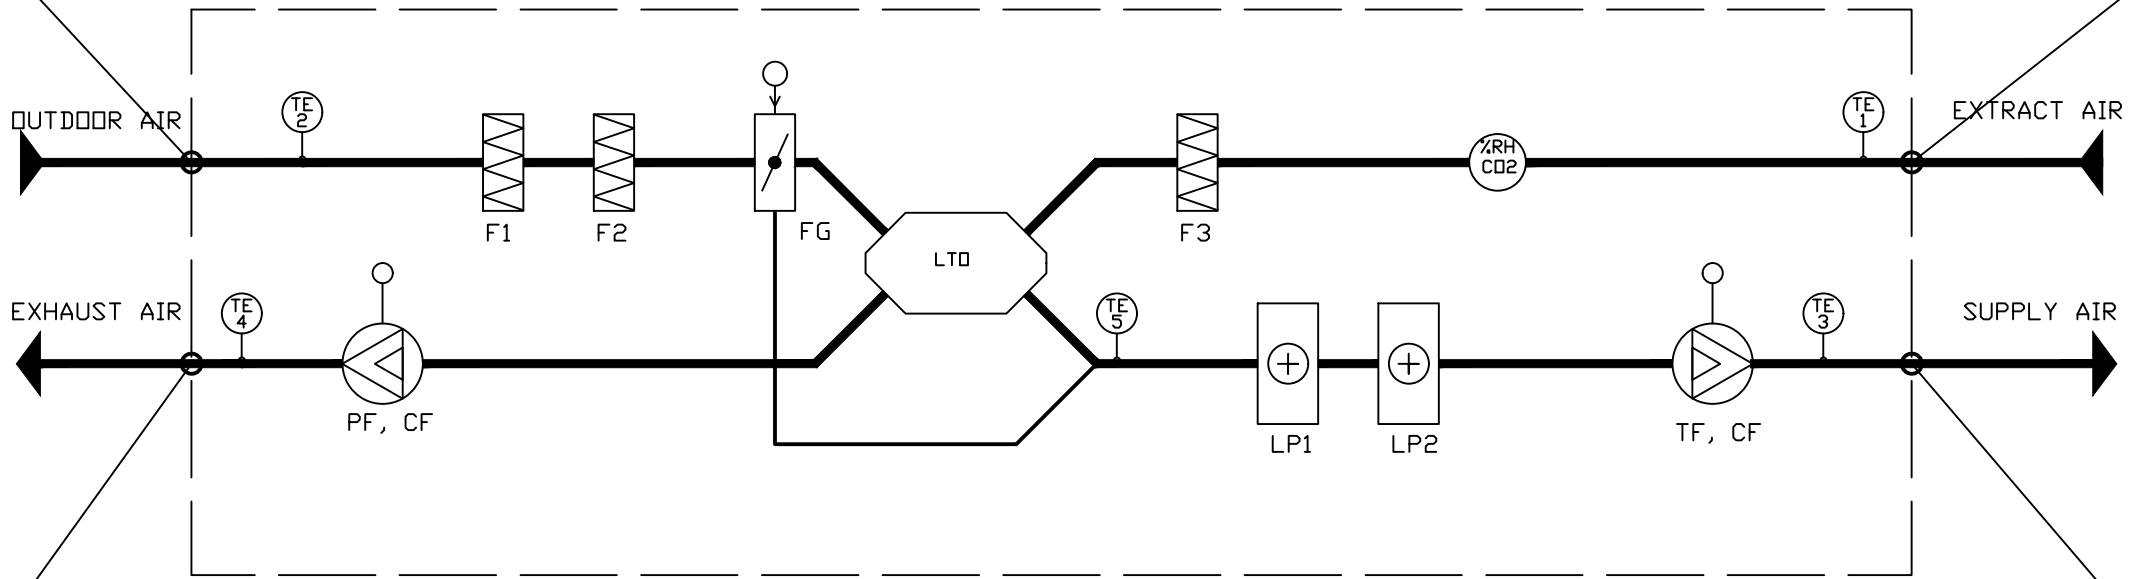 OUTDOOR AIR
TE
2
F1
F2
FG
LTO
F3
%RH
CO2
TE
1
EXTRACT AIR
EXHAUST AIR
TE
4
PF, CF
TE
5
LP1
LP2
TF, CF
TE
3
SUPPLY AIR